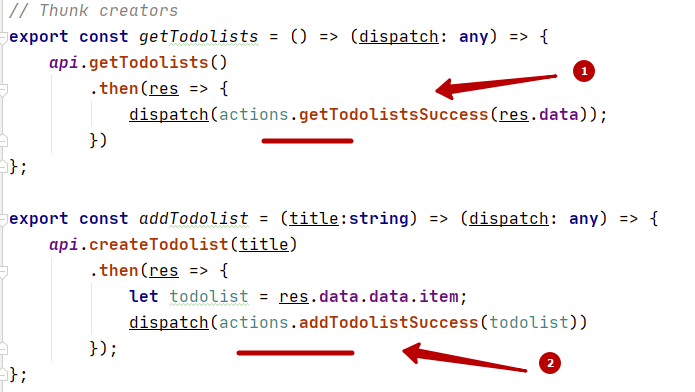 // Thunk creators
export const getTodolists = () => (dispatch: any) => {
    api.getTodolists()
        .then(res => {
            dispatch(actions.getTodolistsSuccess(res.data));
        })
};
1
export const addTodolist = (title:string) => (dispatch: any) => {
    api.createTodolist(title)
        .then(res => {
            let todolist = res.data.data.item;
            dispatch(actions.addTodolistSuccess(todolist))
        });
};
2